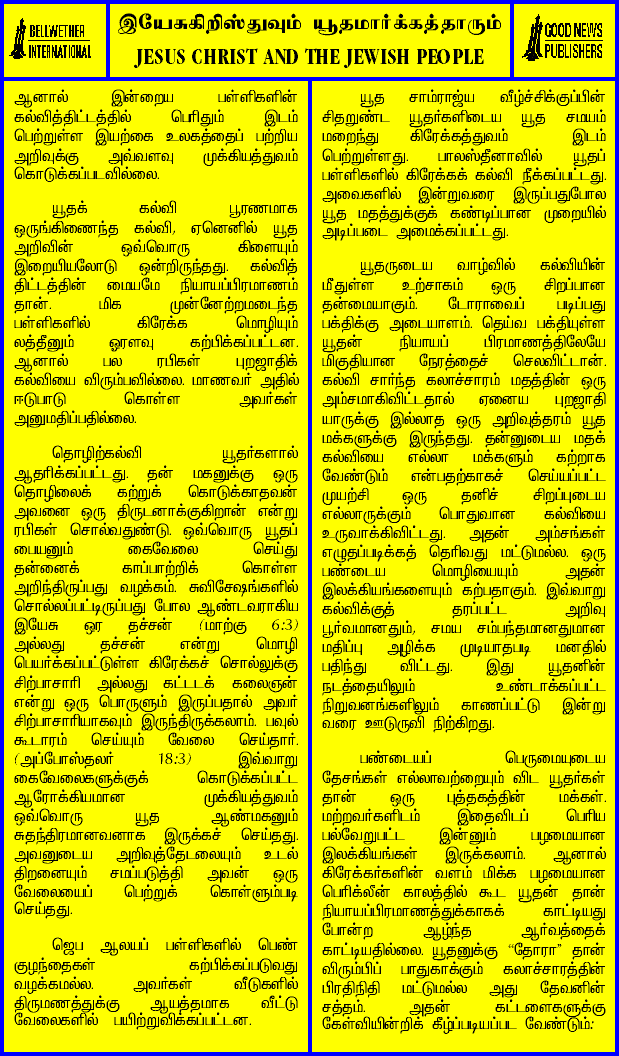 BELLWETHER
INTERNATIONAL
இயேசுகிறிஸ்துவும் யூதமார்க்கத்தாரும்
JESUS CHRIST AND THE JEWISH PEOPLE
GOOD NEWS
PUBLISHERS
ஆனால் இன்றைய பள்ளிகளின்
கல்வித்திட்டத்தில் பெரிதும் இடம்
பெற்றுள்ள இயற்கை உலகத்தைப் பற்றிய
அறிவுக்கு அவ்வளவு முக்கியத்துவம்
கொடுக்கப்படவில்லை.
யூதக் கல்வி பூரணமாக
ஒருங்கிணைந்த கல்வி, ஏனெனில் யூத
அறிவின் ஒவ்வொரு கிளையும்
இறையியலோடு ஒன்றிருந்தது. கல்வித்
திட்டத்தின் மையமே நியாயப்பிரமாணம்
தான். மிக முன்னேற்றமடைந்த
பள்ளிகளில் கிரேக்க மொழியும்
லத்தீனும் ஓரளவு கற்பிக்கப்பட்டன.
ஆனால் பல ரபிகள் புறஜாதிக்
கல்வியை விரும்பவில்லை. மாணவர் அதில்
ஈடுபாடு கொள்ள அவர்கள்
அனுமதிப்பதில்லை.
தொழிற்கல்வி யூதர்களால்
ஆதரிக்கப்பட்டது. தன் மகனுக்கு ஒரு
தொழிலைக் கற்றுக் கொடுக்காதவன்
அவனை ஒரு திருடனாக்குகிறான் என்று
ரபிகள் சொல்வதுண்டு. ஒவ்வொரு யூதப்
பையனும் கைவேலை செய்து
தன்னைக் காப்பாற்றிக் கொள்ள
அறிந்திருப்பது வழக்கம். சுவிசேஷங்களில்
சொல்லப்பட்டிருப்பது போல ஆண்டவராகிய
இயேசு ஒர தச்சன் (மாற்கு 6:3)
அல்லது தச்சன் என்று மொழி
பெயர்க்கப்பட்டுள்ள கிரேக்கச் சொல்லுக்கு
சிற்பாசாரி அல்லது கட்டடக் கலைஞன்
என்று ஒரு பொருளும் இருப்பதால் அவர்
சிற்பாசாரியாகவும் இருந்திருக்கலாம். பவுல்
கூடாரம் செய்யும் வேலை செய்தார்.
(அப்போஸ்தலர் 18:3) இவ்வாறு
கைவேலைகளுக்குக் கொடுக்கப்பட்ட
ஆரோக்கியமான முக்கியத்துவம்
ஒவ்வொரு யூத ஆண்மகனும்
சுதந்திரமானவனாக இருக்கச் செய்தது.
அவனுடைய அறிவுத்தேடலையும் உடல்
திறனையும் சமப்படுத்தி அவன் ஒரு
வேலையைப் பெற்றுக் கொள்ளும்படி
செய்தது.
ஜெப ஆலயப் பள்ளிகளில் பெண்
குழந்தைகள் கற்பிக்கப்படுவது
வழக்கமல்ல. அவர்கள் வீடுகளில்
திருமணத்துக்கு ஆயத்தமாக வீட்டு
வேலைகளில் பயிற்றுவிக்கப்பட்டன.
யூத சாம்ராஜ்ய வீழ்ச்சிக்குப்பின்
சிதறுண்ட யூதர்களிடைய யூத சமயம்
மறைந்து கிரேக்கத்துவம் இடம்
பெற்றுள்ளது. பாலஸ்தீனாவில் யூதப்
பள்ளிகளில் கிரேக்கக் கல்வி நீக்கப்பட்டது.
அவைகளில் இன்றுவரை இருப்பதுபோல
யூத மதத்துக்குக் கண்டிப்பான முறையில்
அடிப்படை அமைக்கப்பட்டது.
யூதருடைய வாழ்வில் கல்வியின்
மீதுள்ள உற்சாகம் ஒரு சிறப்பான
தன்மையாகும். டோராவைப் படிப்பது
பக்திக்கு அடையாளம். தெய்வ பக்தியுள்ள
யூதன் நியாயப் பிரமாணத்திலேயே
மிகுதியான நேரத்தைச் செலவிட்டான்.
கல்வி சார்ந்த கலாச்சாரம் மதத்தின் ஒரு
அம்சமாகிவிட்டதால் ஏனைய புறஜாதி
யாருக்கு இல்லாத ஒரு அறிவுத்தரம் யூத
மக்களுக்கு இருந்தது. தன்னுடைய மதக்
கல்வியை எல்லா மக்களும் கற்றாக
வேண்டும் என்பதற்காகச் செய்யப்பட்ட
முயற்சி ஒரு தனிச் சிறப்புடைய
எல்லாருக்கும் பொதுவான கல்வியை
உருவாக்கிவிட்டது. அதன் அம்சங்கள்
எழுதப்படிக்கத் தெரிவது மட்டுமல்ல. ஒரு
பண்டைய மொழியையும் அதன்
இலக்கியங்களையும் கற்பதாகும். இவ்வாறு
கல்விக்குத் தரப்பட்ட அறிவு
பூர்வமானதும், சமய சம்பந்தமானதுமான
மதிப்பு அழிக்க முடியாதபடி மனதில்
பதிந்து விட்டது. இது யூதனின்
நடத்தையிலும் உண்டாக்கப்பட்ட
நிறுவனங்களிலும் காணப்பட்டு இன்று
வரை ஊடுருவி நிற்கிறது.
பண்டையப் பெருமையுடைய
தேசங்கள் எல்லாவற்றையும் விட யூதர்கள்
தான் ஒரு புத்தகத்தின் மக்கள்.
மற்றவர்களிடம் இதைவிடப் பெரிய
பல்வேறுபட்ட இன்னும் பழமையான
இலக்கியங்கள் இருக்கலாம். ஆனால்
கிரேக்கர்களின் வளம் மிக்க பழமையான
பெரிக்லீன் காலத்தில் கூட யூதன் தான்
நியாயப்பிரமாணத்துக்காகக் காட்டியது
போன்ற ஆழ்ந்த ஆர்வத்தைக்
காட்டியதில்லை. யூதனுக்கு “தோரா” தான்
விரும்பிப் பாதுகாக்கும் கலாச்சாரத்தின்
பிரதிநிதி மட்டுமல்ல அது தேவனின்
சத்தம். அதன் கட்டளைகளுக்கு
கேள்வியின்றிக் கீழ்ப்படியப்பட வேண்டும்;